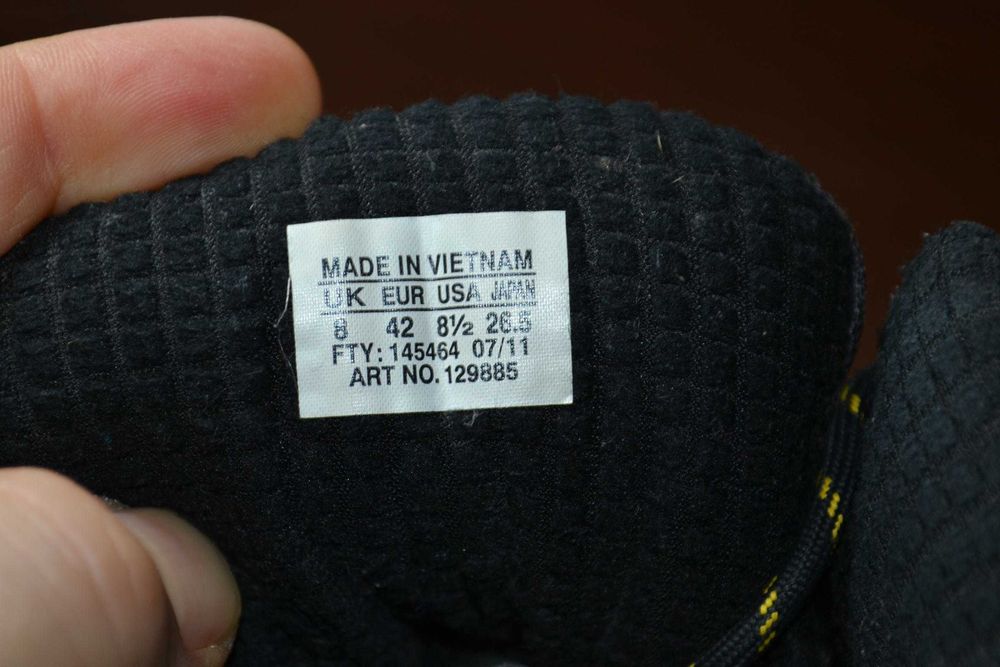 MADE IN VIETNAM
UK EUR USA JAPAN
8 42 8½ 26.5
FTY: 145464 07/11
ART NO. 129885